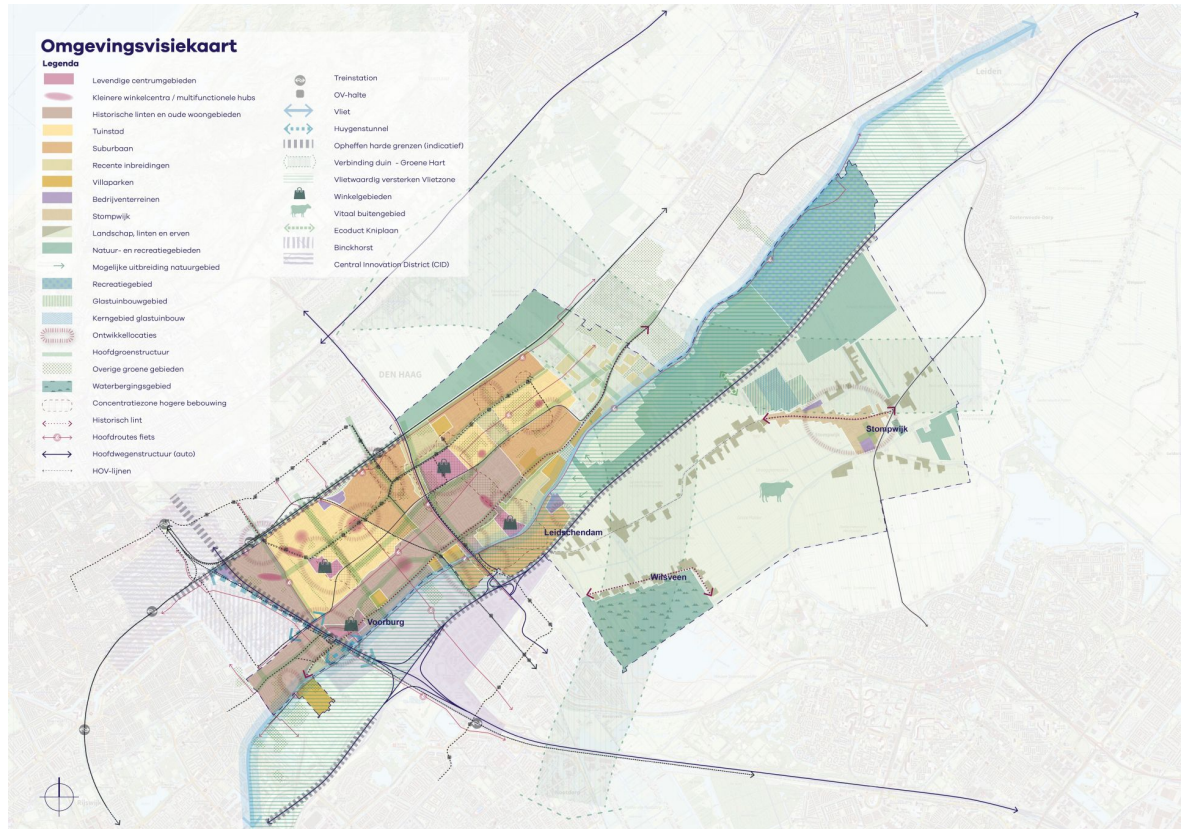 Omgevingsvisiekaart
Legenda
Levendige centrumgebieden
Kleinere winkelcentra / multifunctionele hubs
Historische linten en oude woongebieden
Tuinstad
Suburbaan
Recente inbreidingen
Villaparken
Bedrijventerreinen
Stompwijk
Landschap, linten en erven
Natuur- en recreatiegebieden
Mogelijke uitbreiding natuurgebied
Recreatiegebied
Glastuinbouwgebied
Kerngebied glastuinbouw
Ontwikkellocaties
Hoofdgroenstructuur
Overige groene gebieden
Waterbergingsgebied
Concentratiezone hogere bebouwing
Historisch lint
Hoofdroutes fiets
Hoofdwegenstructuur (auto)
HOV-lijnen
Treinstation
OV-halte
Vliet
Huygenstunnel
Opheffen harde grenzen (indicatief)
Verbinding duin - Groene Hart
Vlietwaardig versterken Vlietzone
Winkelgebieden
Vitaal buitengebied
Ecoduct Kniplaan
Binckhorst
Central Innovation District (CID)
Leiden
DEN HAAG
Stompwijk
Leidschendam
Wilsveen
Voorburg